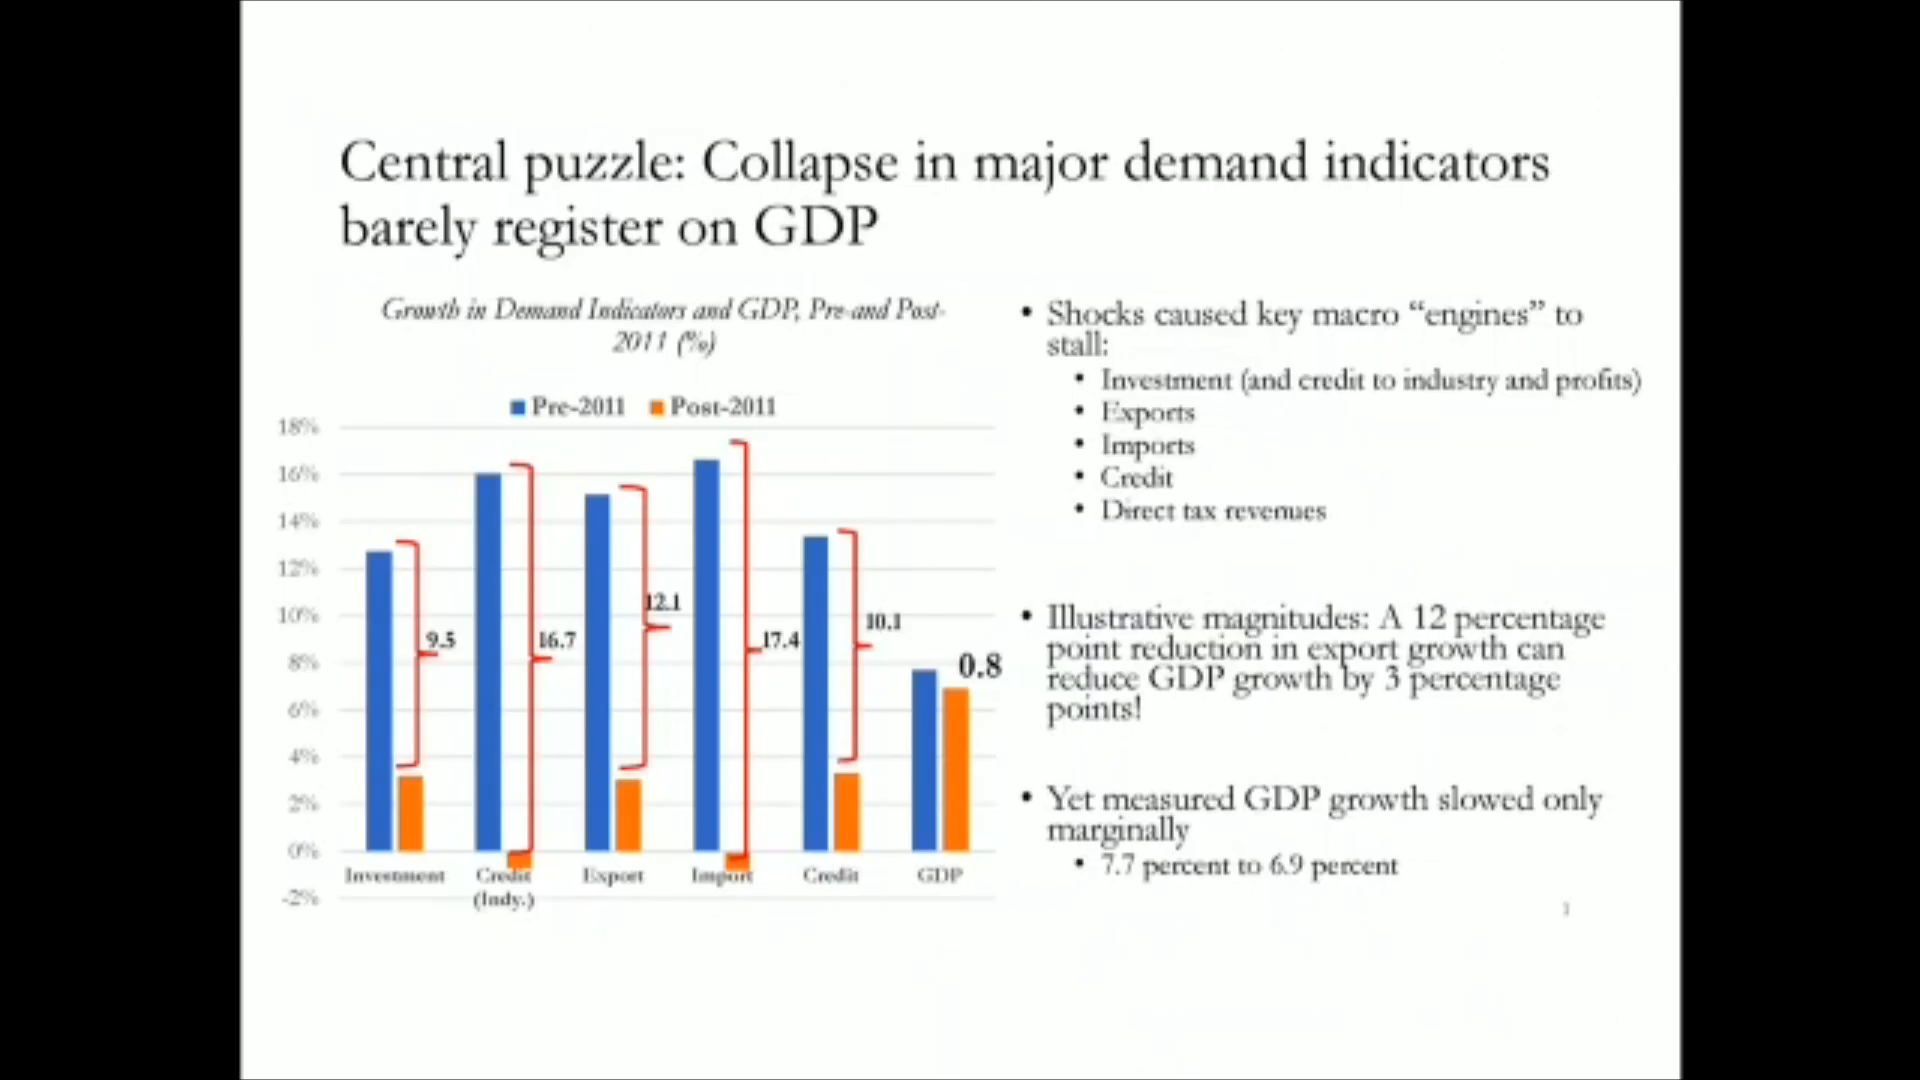 Central puzzle: Collapse in major demand indicators
barely register on GDP
Growth in Demand Indicators and GDP, Pre-and Post-
2011 (%)
Pre-2011 Post-2011
18%
16%
14%
12%
10%
8%
6%
4%
2%
0%
-2%
9.5
16.7
12.1
17.4
10.1
0.8
Investment
Credit
(Indy.)
Export
Import
Credit
GDP
• Shocks caused key macro “engines” to
stall:
• Investment (and credit to industry and profits)
• Exports
• Imports
• Credit
• Direct tax revenues
• Illustrative magnitudes: A 12 percentage
point reduction in export growth can
reduce GDP growth by 3 percentage
points!
• Yet measured GDP growth slowed only
marginally
• 7.7 percent to 6.9 percent